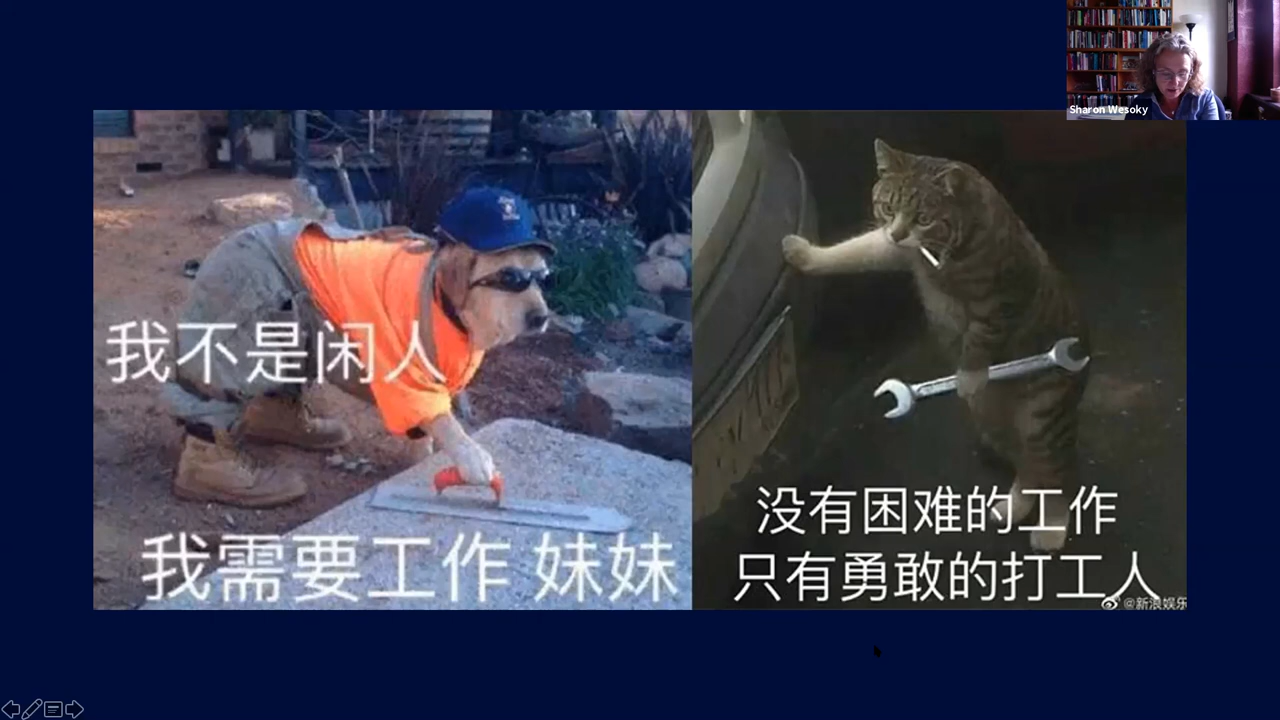 Sharon Wesoky
我不是闲人
我需要工作 妹妹
没有困难的工作
只有勇敢的打工人
@新浪娱乐